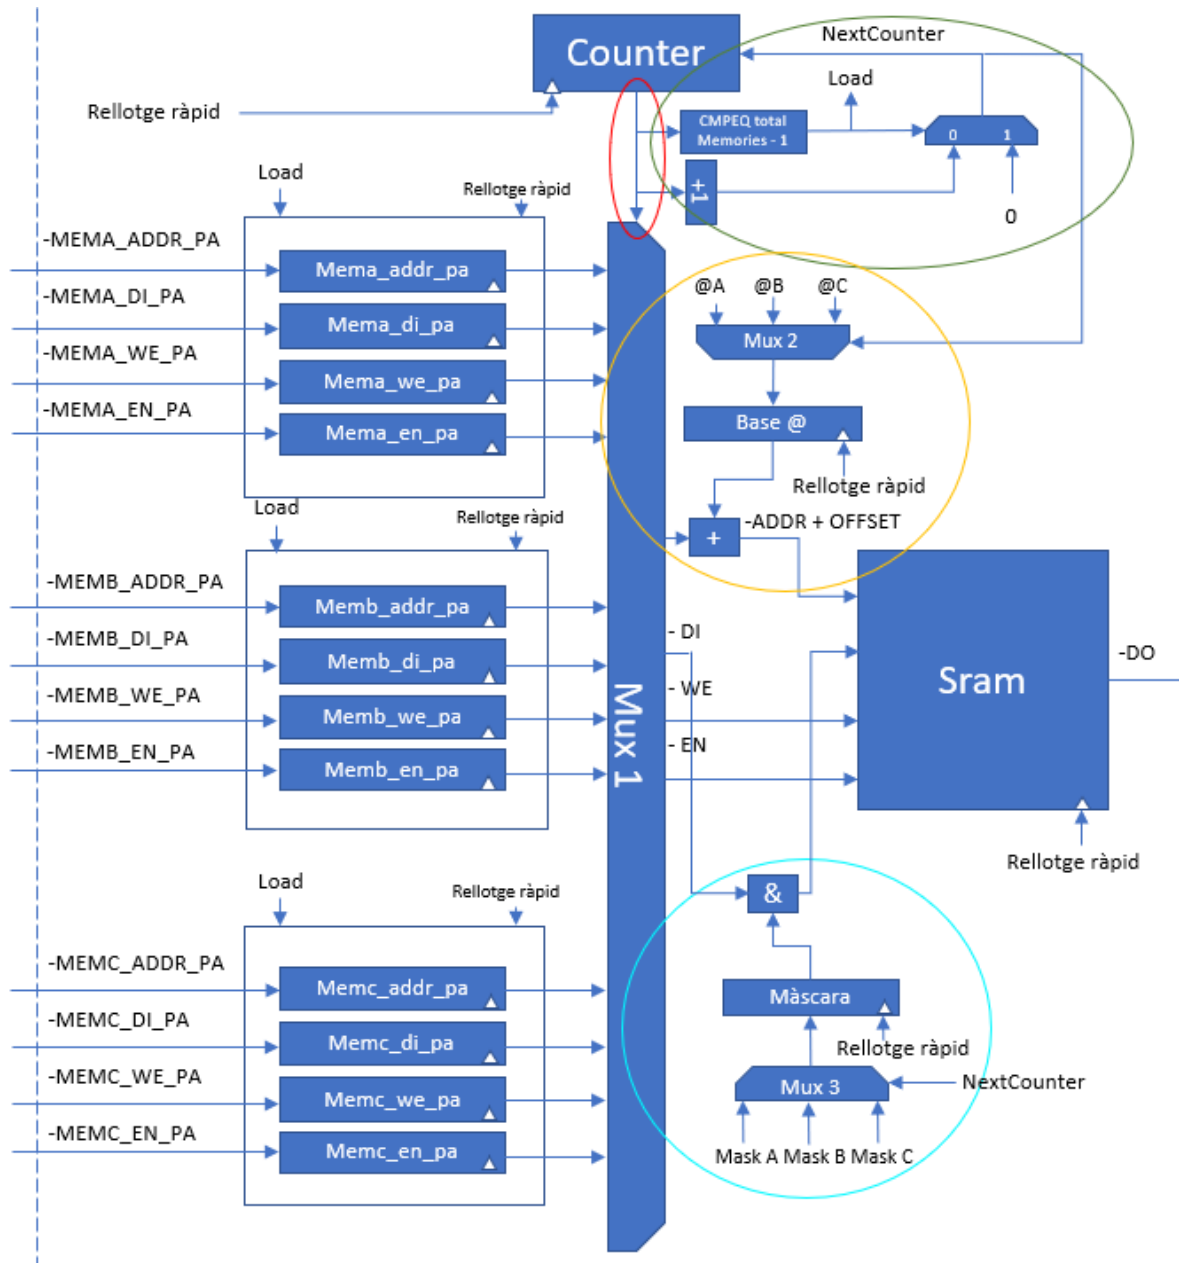 Counter
NextCounter
Load
Rellotge ràpid
CMPEQ total
Memories - 1
0 1
+1
0
Load
Rellotge ràpid
-MEMA_ADDR_PA
Mema_addr_pa
-MEMA_DI_PA
Mema_di_pa
-MEMA_WE_PA
Mema_we_pa
-MEMA_EN_PA
Mema_en_pa
@A @B @C
Mux 2
Base @
Rellotge ràpid
-ADDR + OFFSET
+
Load
Rellotge ràpid
-MEMB_ADDR_PA
Memb_addr_pa
-MEMB_DI_PA
Memb_di_pa
-MEMB_WE_PA
Memb_we_pa
-MEMB_EN_PA
Memb_en_pa
Mux 1
- DI
- WE
- EN
Sram
-DO
Rellotge ràpid
Load
Rellotge ràpid
-MEMC_ADDR_PA
Memc_addr_pa
-MEMC_DI_PA
Memc_di_pa
-MEMC_WE_PA
Memc_we_pa
-MEMC_EN_PA
Memc_en_pa
&
Màscara
Rellotge ràpid
Mux 3
NextCounter
Mask A Mask B Mask C